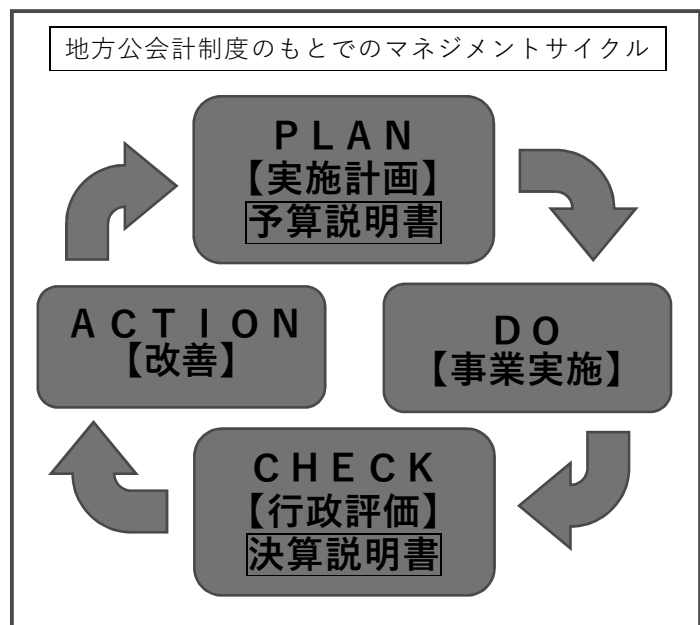 地方公会計制度のもとでのマネジメントサイクル
ＰＬＡＮ
【実施計画】
予算説明書
ＡＣＴＩＯＮ
【改善】
ＤＯ
【事業実施】
ＣＨＥＣＫ
【行政評価】
決算説明書